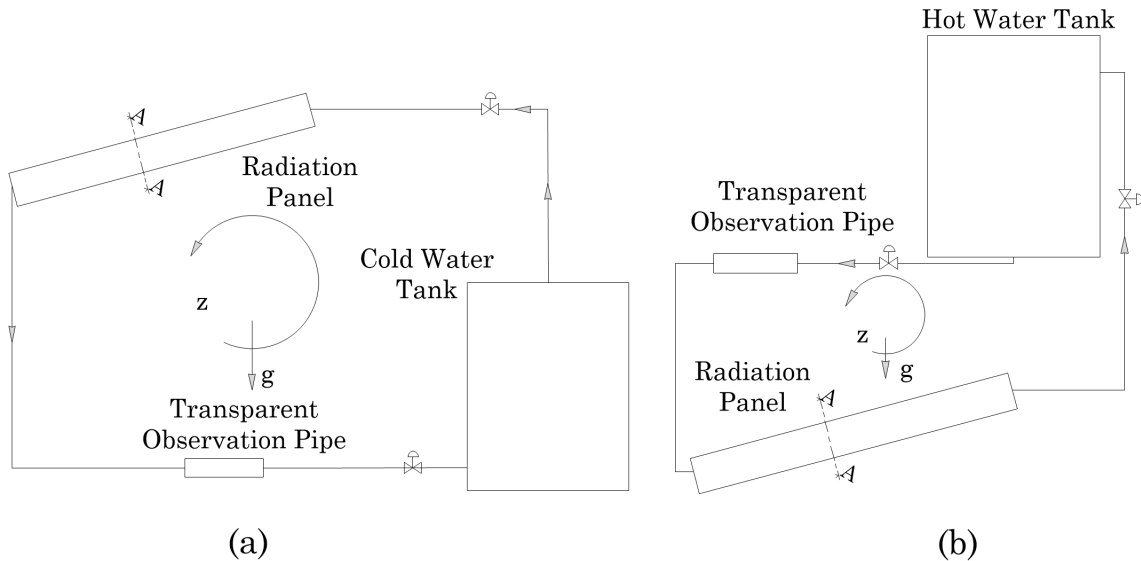 A
A
Radiation
Panel
Cold Water
Tank
z
g
Transparent
Observation Pipe
(a)
Hot Water Tank
Transparent
Observation Pipe
z
g
Radiation
Panel
A
A
(b)